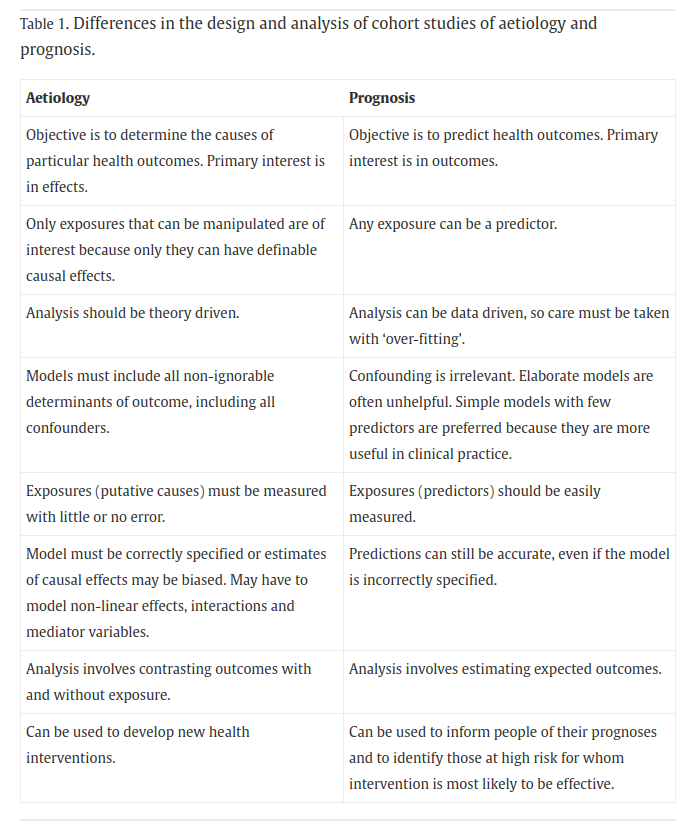 Table 1. Differences in the design and analysis of cohort studies of aetiology and
prognosis.
Aetiology
Prognosis
Objective is to determine the causes of
particular health outcomes. Primary interest is
in effects.
Objective is to predict health outcomes. Primary
interest is in outcomes.
Only exposures that can be manipulated are of
interest because only they can have definable
causal effects.
Any exposure can be a predictor.
Analysis should be theory driven.
Analysis can be data driven, so care must be taken
with ‘over-fitting’.
Models must include all non-ignorable
determinants of outcome, including all
confounders.
Confounding is irrelevant. Elaborate models are
often unhelpful. Simple models with few
predictors are preferred because they are more
useful in clinical practice.
Exposures (putative causes) must be measured
with little or no error.
Exposures (predictors) should be easily
measured.
Model must be correctly specified or estimates
of causal effects may be biased. May have to
model non-linear effects, interactions and
mediator variables.
Predictions can still be accurate, even if the model
is incorrectly specified.
Analysis involves contrasting outcomes with
and without exposure.
Analysis involves estimating expected outcomes.
Can be used to develop new health
interventions.
Can be used to inform people of their prognoses
and to identify those at high risk for whom
intervention is most likely to be effective.